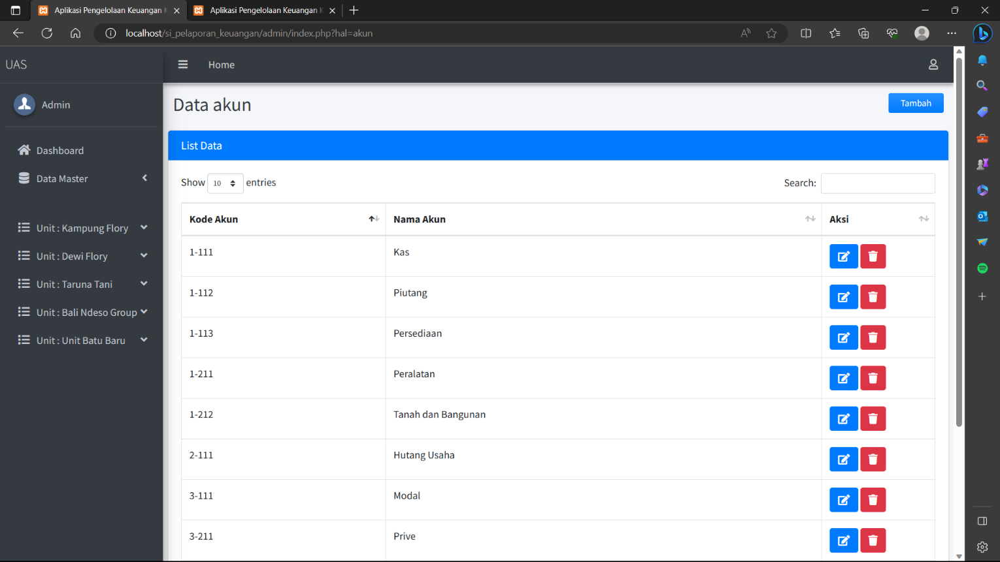 Aplikasi Pengelolaan Keuangan
Aplikasi Pengelolaan Keuangan
localhost/si_pelaporan_keuangan/admin/index.php?hal=akun
UAS
Home
Admin
Data akun
Tambah
Dashboard
Data Master
Unit : Kampung Flory
Unit : Dewi Flory
Unit : Taruna Tani
Unit : Bali Ndeso Group
Unit : Unit Batu Baru
List Data
Show 10 entries
Search:
Kode Akun Nama Akun Aksi
1-111 Kas
1-112 Piutang
1-113 Persediaan
1-211 Peralatan
1-212 Tanah dan Bangunan
2-111 Hutang Usaha
3-111 Modal
3-211 Prive